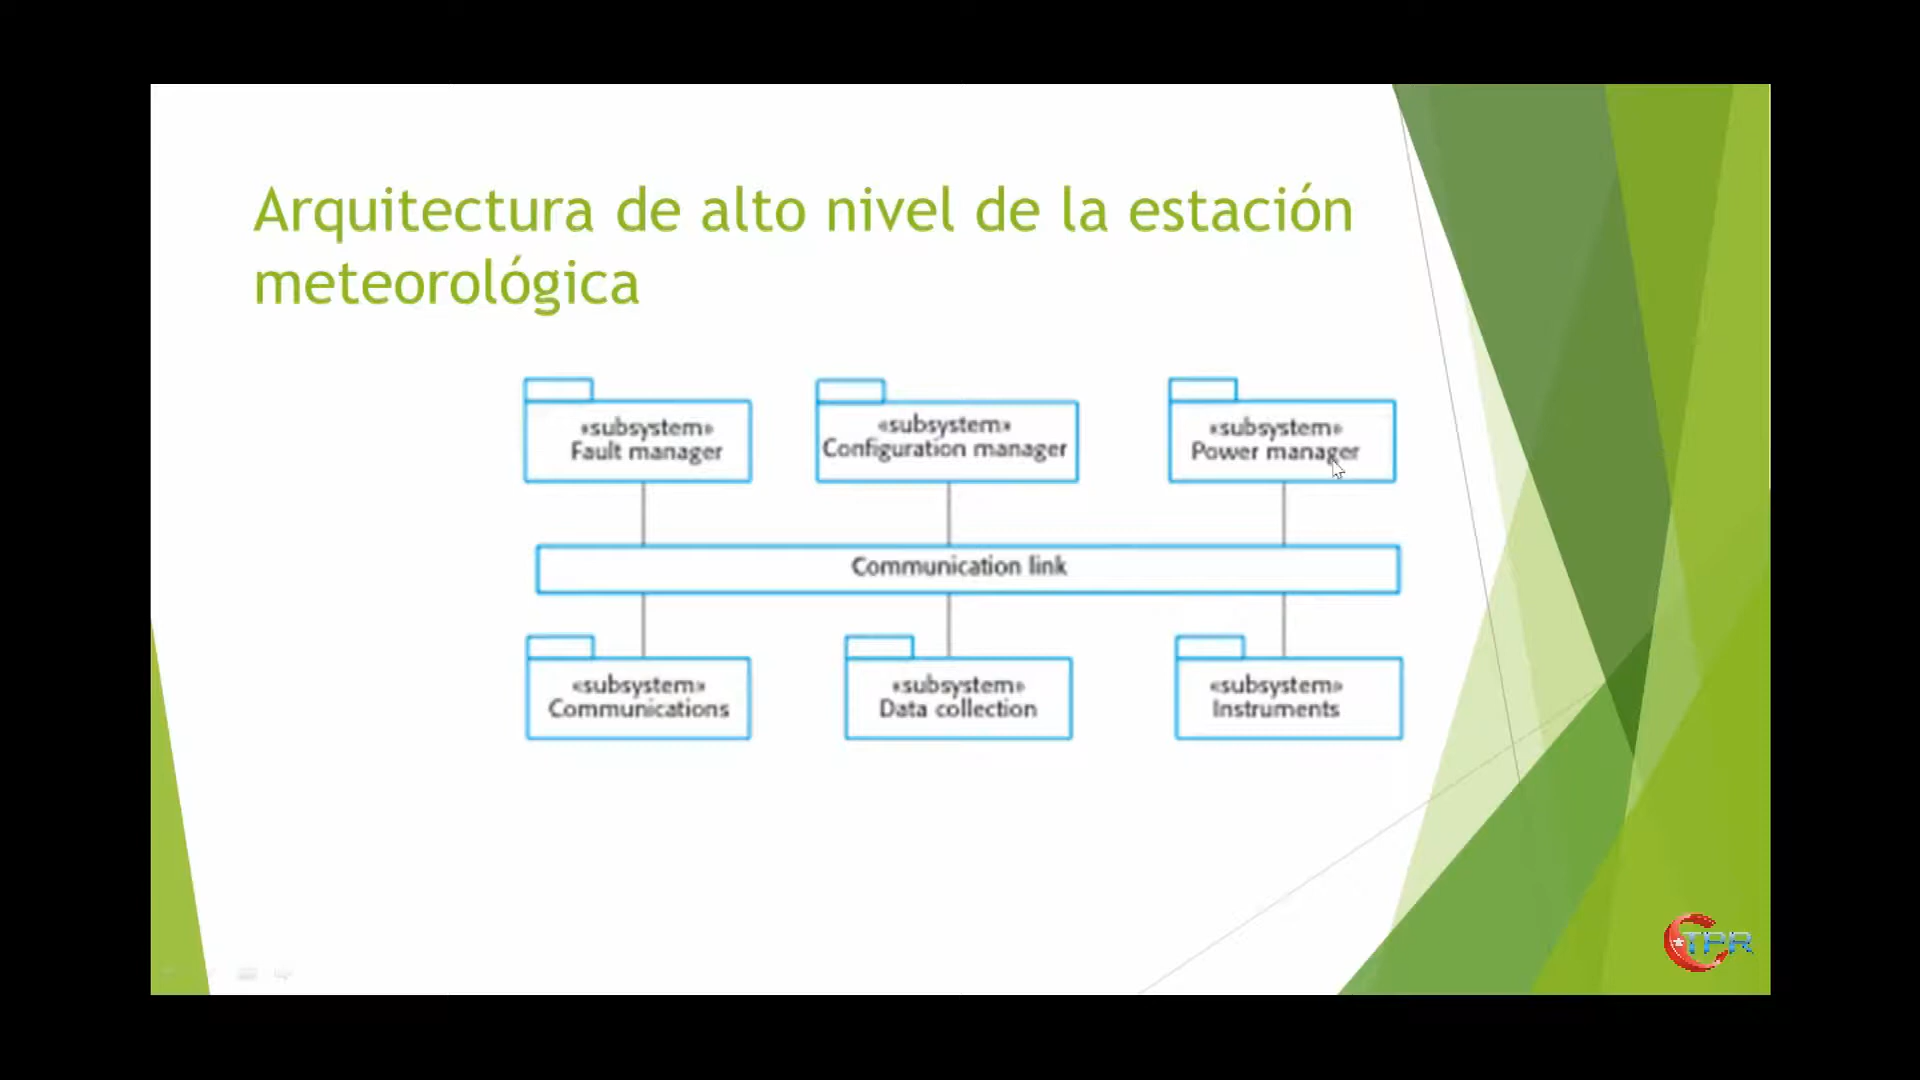 Arquitectura de alto nivel de la estación
meteorológica
«subsystem»
Fault manager
«subsystem»
Configuration manager
«subsystem»
Power manager
Communication link
«subsystem»
Communications
«subsystem»
Data collection
«subsystem»
Instruments
TPR